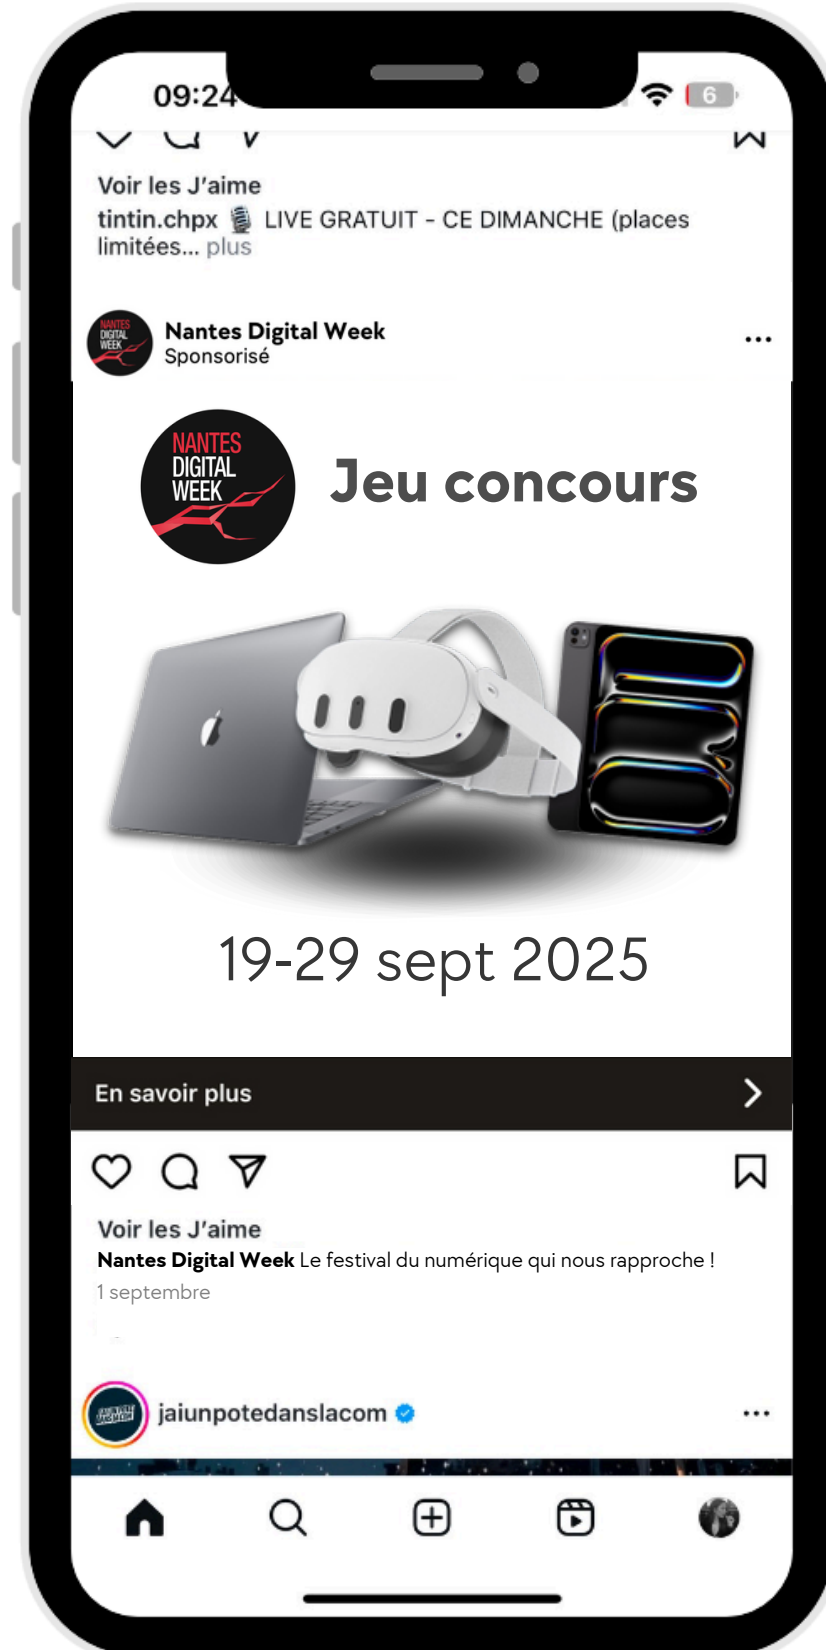 09:24
6
Voir les J'aime
tintin.chpx 🎙 LIVE GRATUIT - CE DIMANCHE (places
limitées... plus
NANTES
DIGITAL
WEEK
Nantes Digital Week
Sponsorisé
NANTES
DIGITAL
WEEK
Jeu concours
19-29 sept 2025
En savoir plus
Voir les J'aime
Nantes Digital Week Le festival du numérique qui nous rapproche !
1 septembre
jaiunpotedanslacom